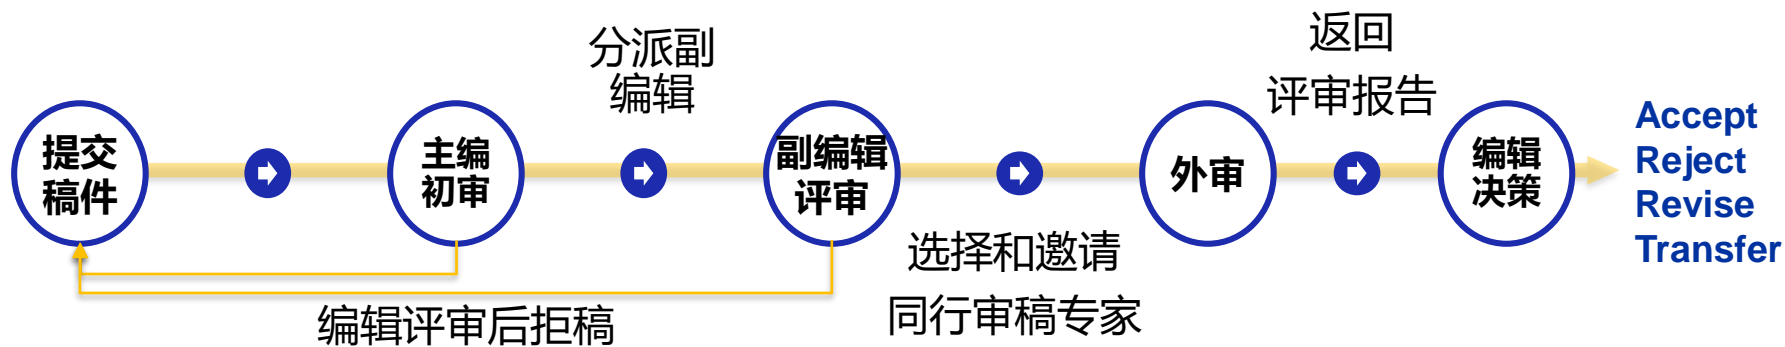 提交
稿件
主编
初审
分派副
编辑
副编辑
评审
选择和邀请
同行审稿专家
外审
返回
评审报告
编辑
决策
Accept
Reject
Revise
Transfer
编辑评审后拒稿